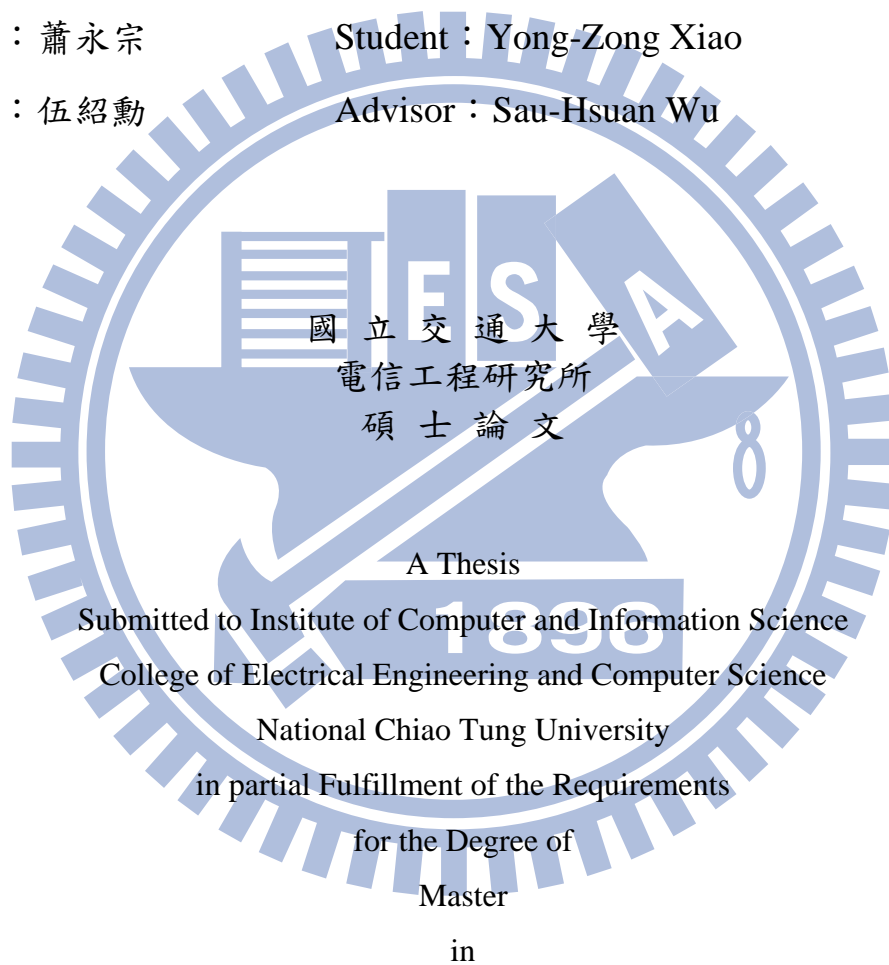 ：蕭永宗 Student：Yong-Zong Xiao
：伍紹勳 Advisor：Sau-Hsuan Wu
E S A
國 立 交 通 大 學
電信工程研究所
碩 士 論 文
8
A Thesis
1898
Submitted to Institute of Computer and Information Science
College of Electrical Engineering and Computer Science
National Chiao Tung University
in partial Fulfillment of the Requirements
for the Degree of
Master
in